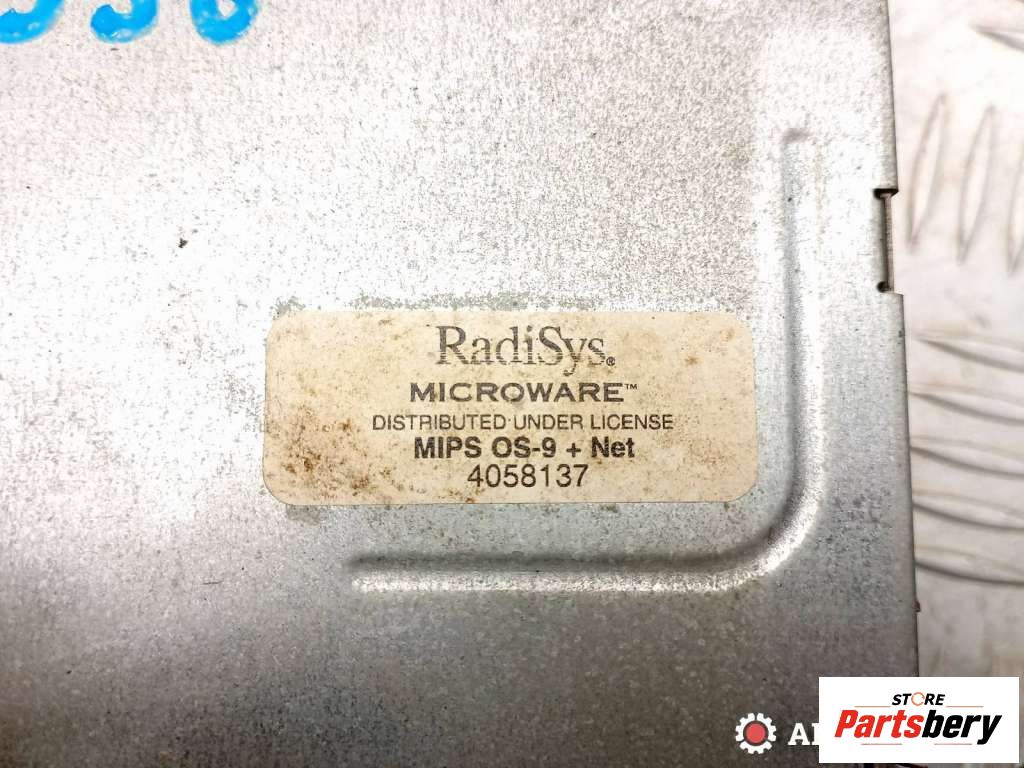 RadiSys®
MICROWARE™
DISTRIBUTED UNDER LICENSE
MIPS OS-9 + Net
4058137
STORE
Partsbery